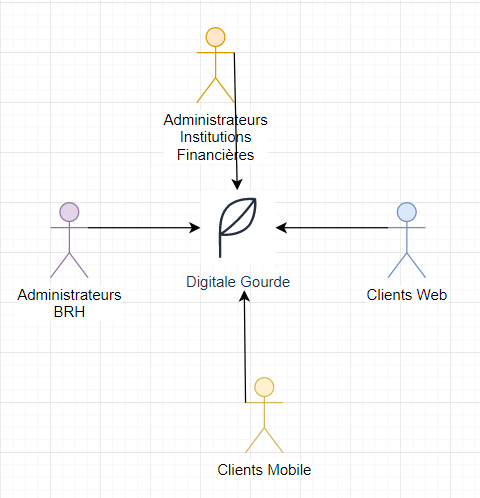 Administrateurs
Institutions
Financières
Digitale Gourde
Administrateurs
BRH
Clients Web
Clients Mobile